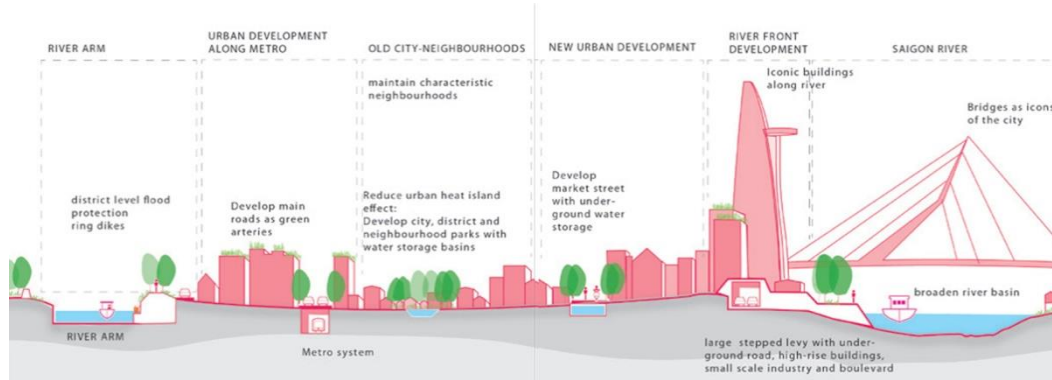 RIVER ARM
URBAN DEVELOPMENT
ALONG METRO
OLD CITY-NEIGHBOURHOODS
NEW URBAN DEVELOPMENT
RIVER FRONT
DEVELOPMENT
SAIGON RIVER
maintain characteristic
neighbourhoods
Iconic buildings
along river
Bridges as icons
of the city
district level flood
protection
ring dikes
Develop main
roads as green
arteries
Reduce urban heat island
effect:
Develop city, district and
neighbourhood parks with
water storage basins
Develop
market street
with under-
ground water
storage
broaden river basin
RIVER ARM
Metro system
large stepped levy with under-
ground road, high-rise buildings,
small scale industry and boulevard